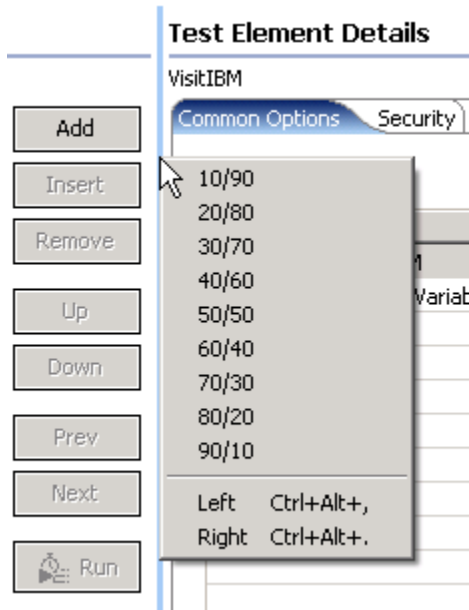 Test Element Details
VisitIBM
Common Options Security
Add
Insert
Remove
Up
Down
Prev
Next
Run
10/90
20/80
30/70
40/60
50/50
60/40
70/30
80/20
90/10
Left Ctrl+Alt+,
Right Ctrl+Alt+.